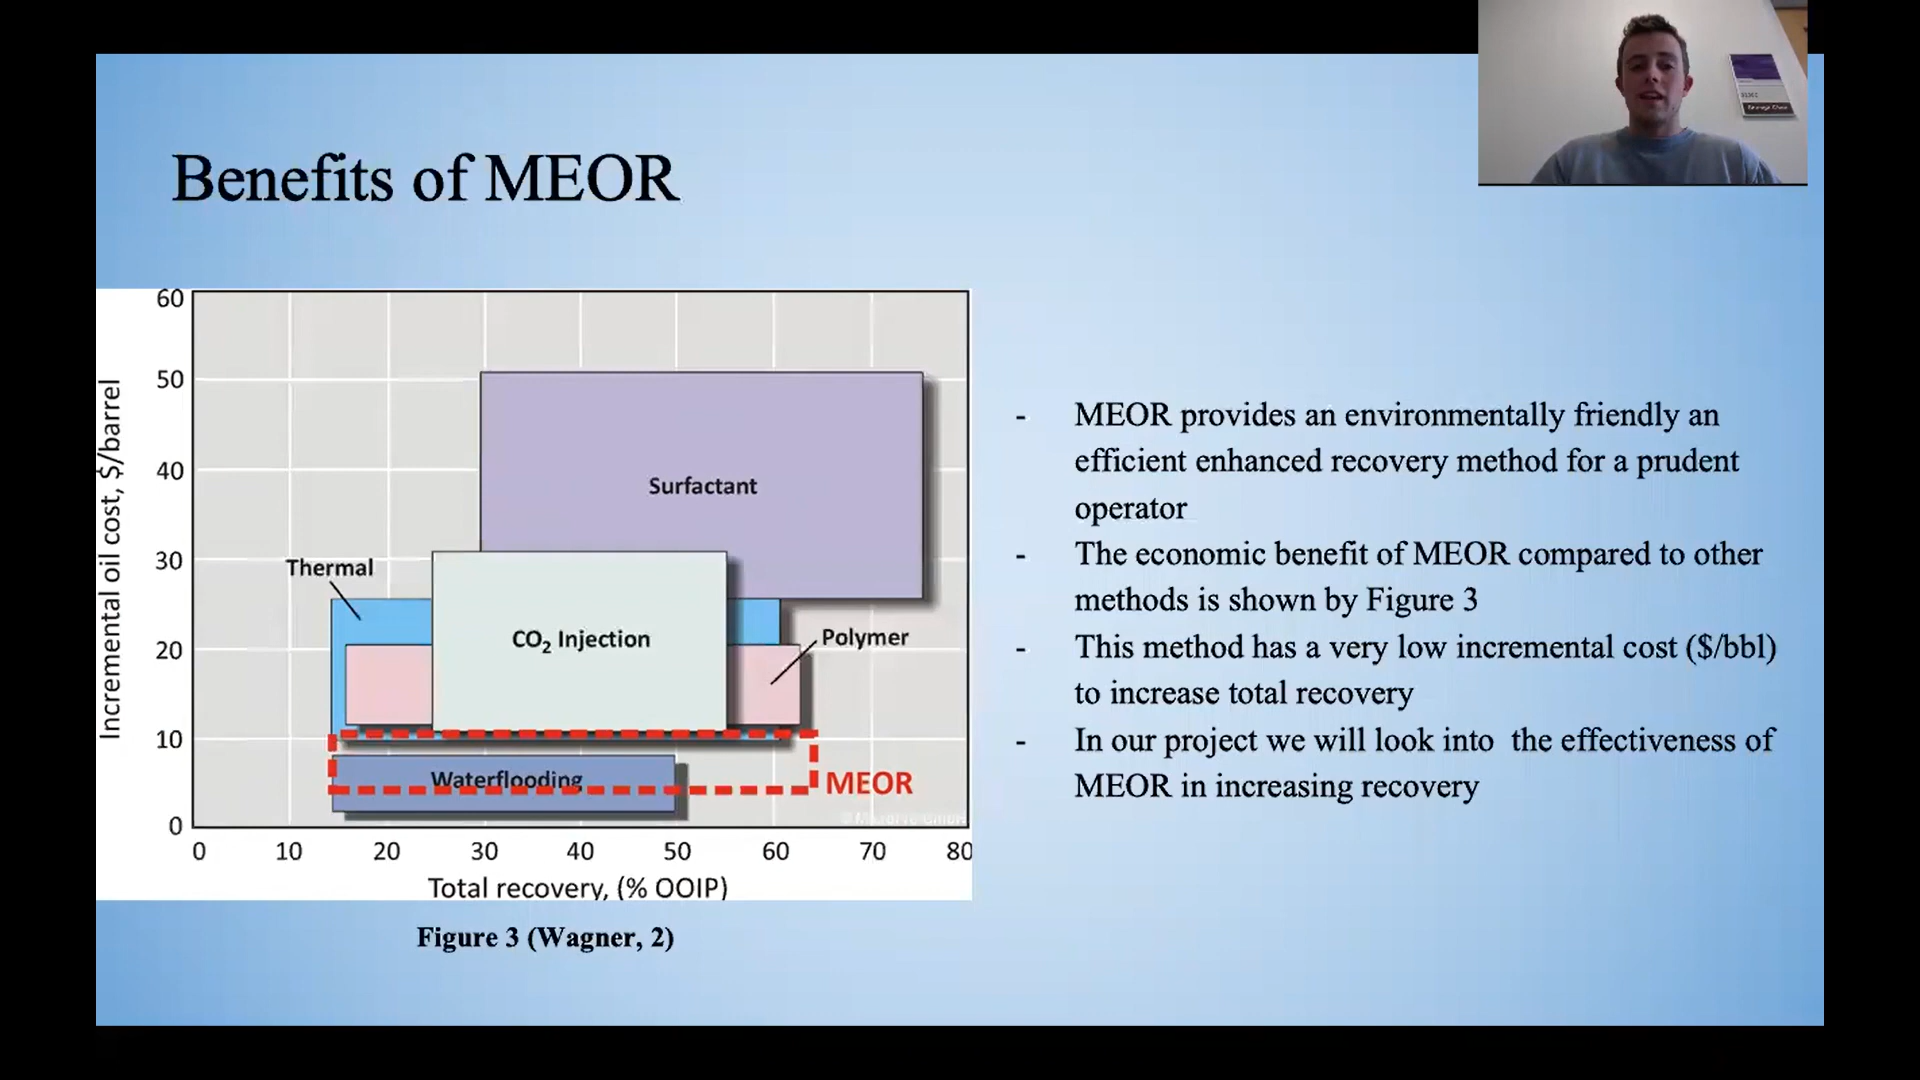 Benefits of MEOR
60
50
40
30
20
10
0
Incremental oil cost, $/barrel
Surfactant
Thermal
CO₂ Injection
Polymer
Waterflooding
MEOR
0 10 20 30 40 50 60 70 80
Total recovery, (% OOIP)
Figure 3 (Wagner, 2)
- MEOR provides an environmentally friendly an
efficient enhanced recovery method for a prudent
operator
- The economic benefit of MEOR compared to other
methods is shown by Figure 3
- This method has a very low incremental cost ($/bbl)
to increase total recovery
- In our project we will look into the effectiveness of
MEOR in increasing recovery